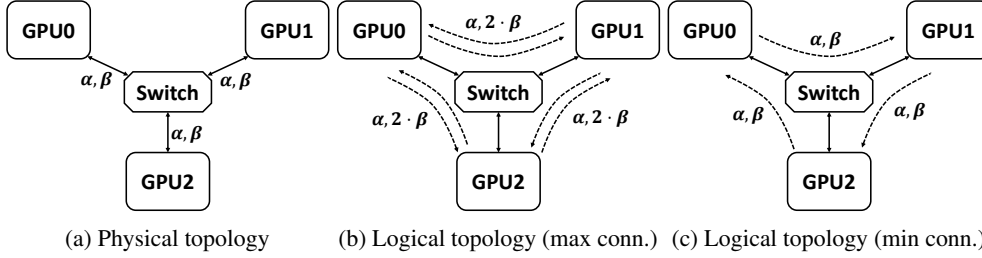 GPU0
GPU1
α, β
α, β
Switch
α, β
GPU2
(a) Physical topology
GPU0
α, 2 · β
GPU1
Switch
α, 2 · β
α, 2 · β
GPU2
(b) Logical topology (max conn.)
GPU0
α, β
GPU1
Switch
α, β
α, β
GPU2
(c) Logical topology (min conn.)